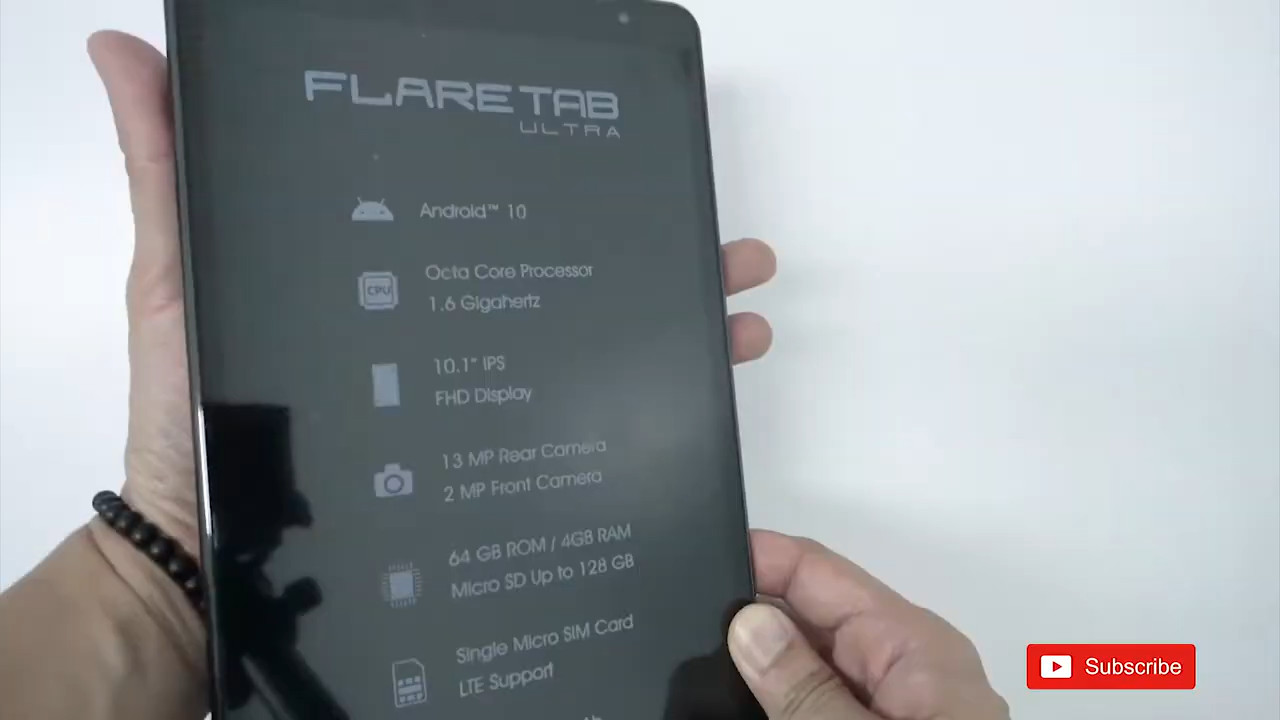 FLARE TAB
ULTRA
Android™ 10
CPU
Octa Core Processor
1.6 Gigahertz
10.1" IPS
FHD Display
13 MP Rear Camera
2 MP Front Camera
64 GB ROM / 4GB RAM
Micro SD Up to 128 GB
Single Micro SIM Card
LTE Support
Subscribe